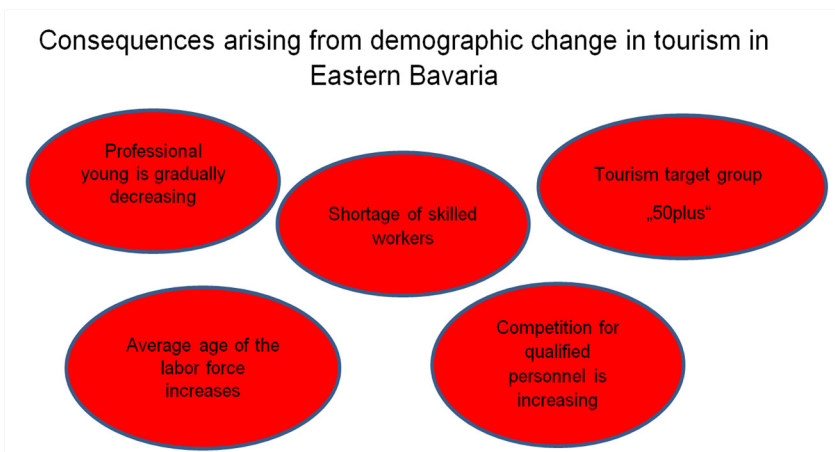 Consequences arising from demographic change in tourism in
Eastern Bavaria
Professional
young is gradually
decreasing
Shortage of skilled
workers
Tourism target group
„50plus“
Average age of the
labor force
increases
Competition for
qualified
personnel is
increasing